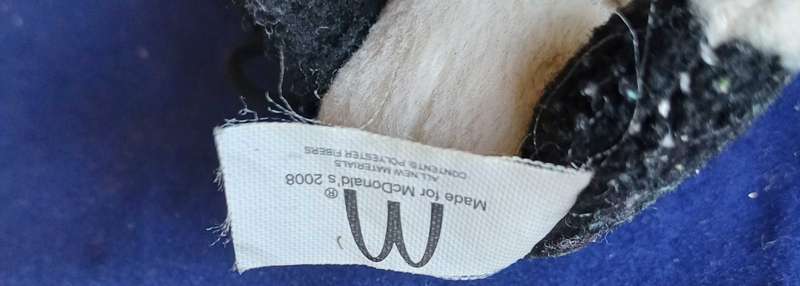 Made for McDonald's 2008
ALL NEW MATERIALS
CONTENTS: POLYESTER FIBERS